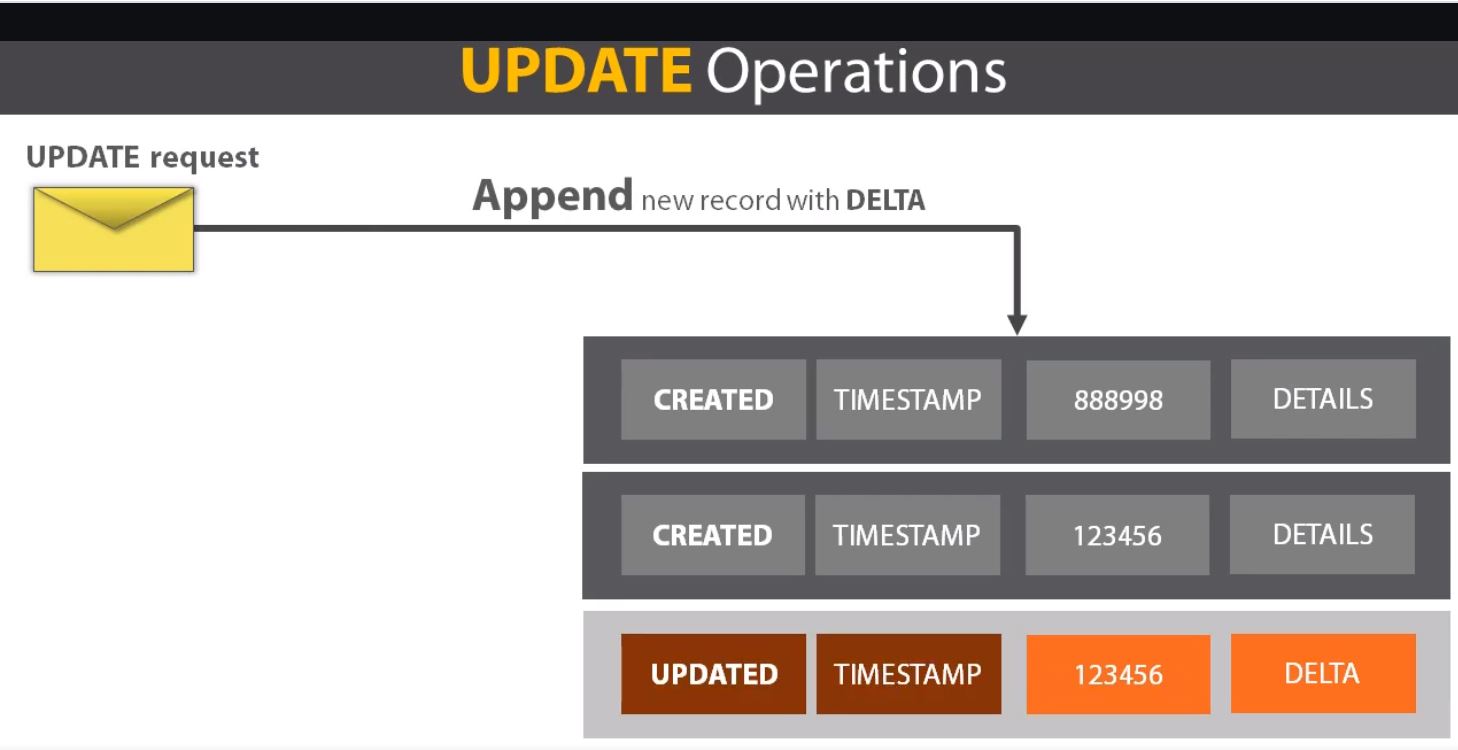 UPDATE Operations
UPDATE request
Append new record with DELTA
CREATED TIMESTAMP 888998 DETAILS
CREATED TIMESTAMP 123456 DETAILS
UPDATED TIMESTAMP 123456 DELTA